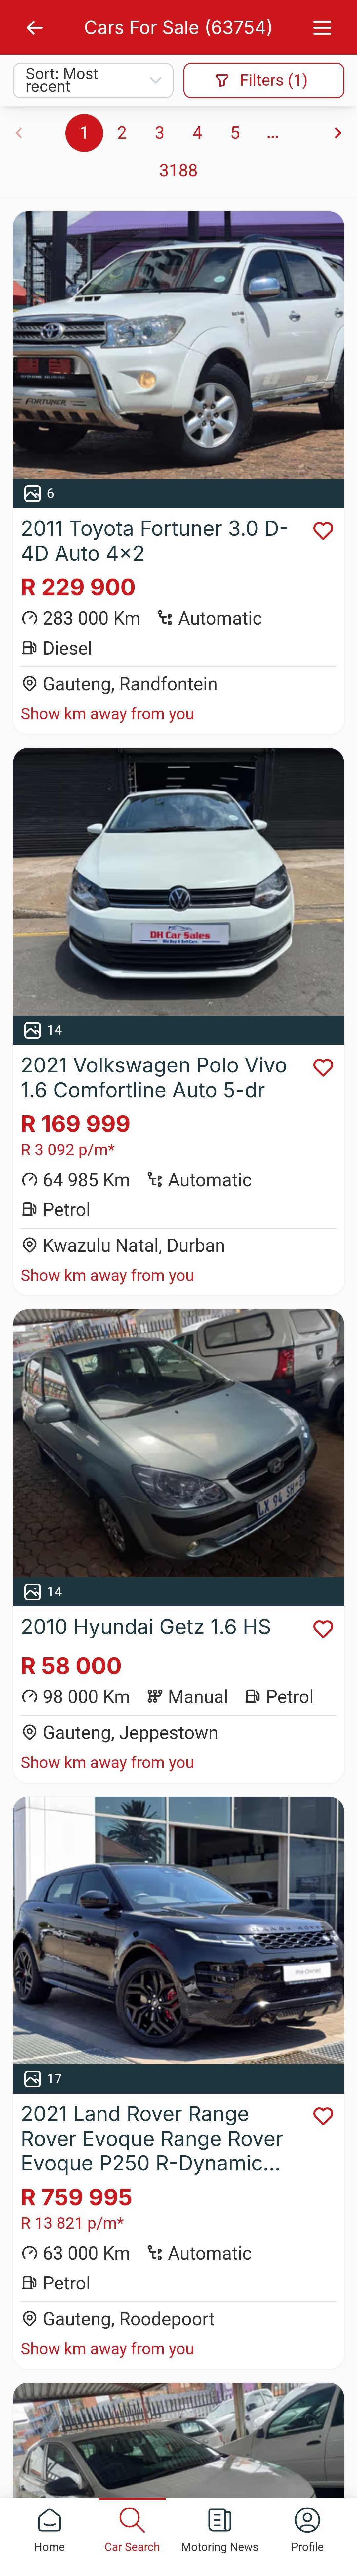 Cars For Sale (63754)
Sort: Most
recent
Filters (1)
1 2 3 4 5 ...
3188
FORTUNER
6
2011 Toyota Fortuner 3.0 D-
4D Auto 4×2
R 229 900
283 000 Km Automatic
Diesel
Gauteng, Randfontein
Show km away from you
DH Car Sales
14
2021 Volkswagen Polo Vivo
1.6 Comfortline Auto 5-dr
R 169 999
R 3 092 p/m*
64 985 Km Automatic
Petrol
Kwazulu Natal, Durban
Show km away from you
14
2010 Hyundai Getz 1.6 HS
R 58 000
98 000 Km Manual Petrol
Gauteng, Jeppestown
Show km away from you
Pre-Owned
17
2021 Land Rover Range
Rover Evoque Range Rover
Evoque P250 R-Dynamic...
R 759 995
R 13 821 p/m*
63 000 Km Automatic
Petrol
Gauteng, Roodepoort
Show km away from you
Home Car Search Motoring News Profile